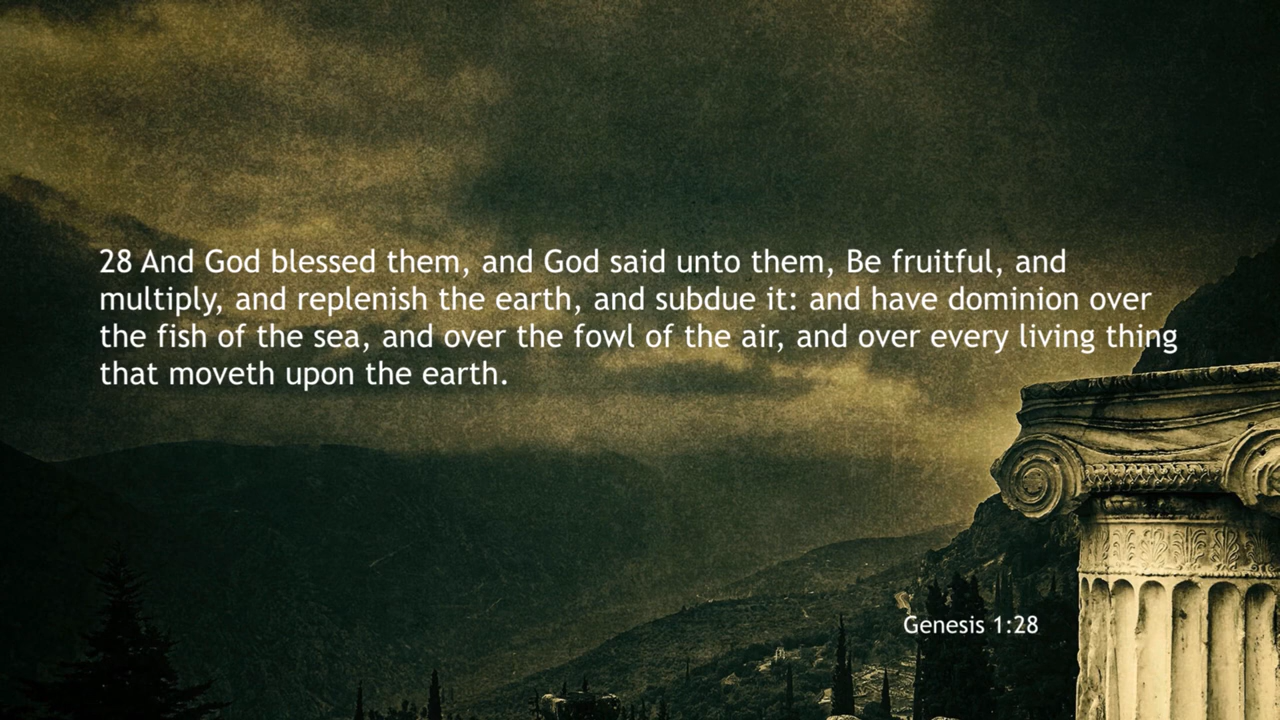 28 And God blessed them, and God said unto them, Be fruitful, and
multiply, and replenish the earth, and subdue it: and have dominion over
the fish of the sea, and over the fowl of the air, and over every living thing
that moveth upon the earth.
Genesis 1:28